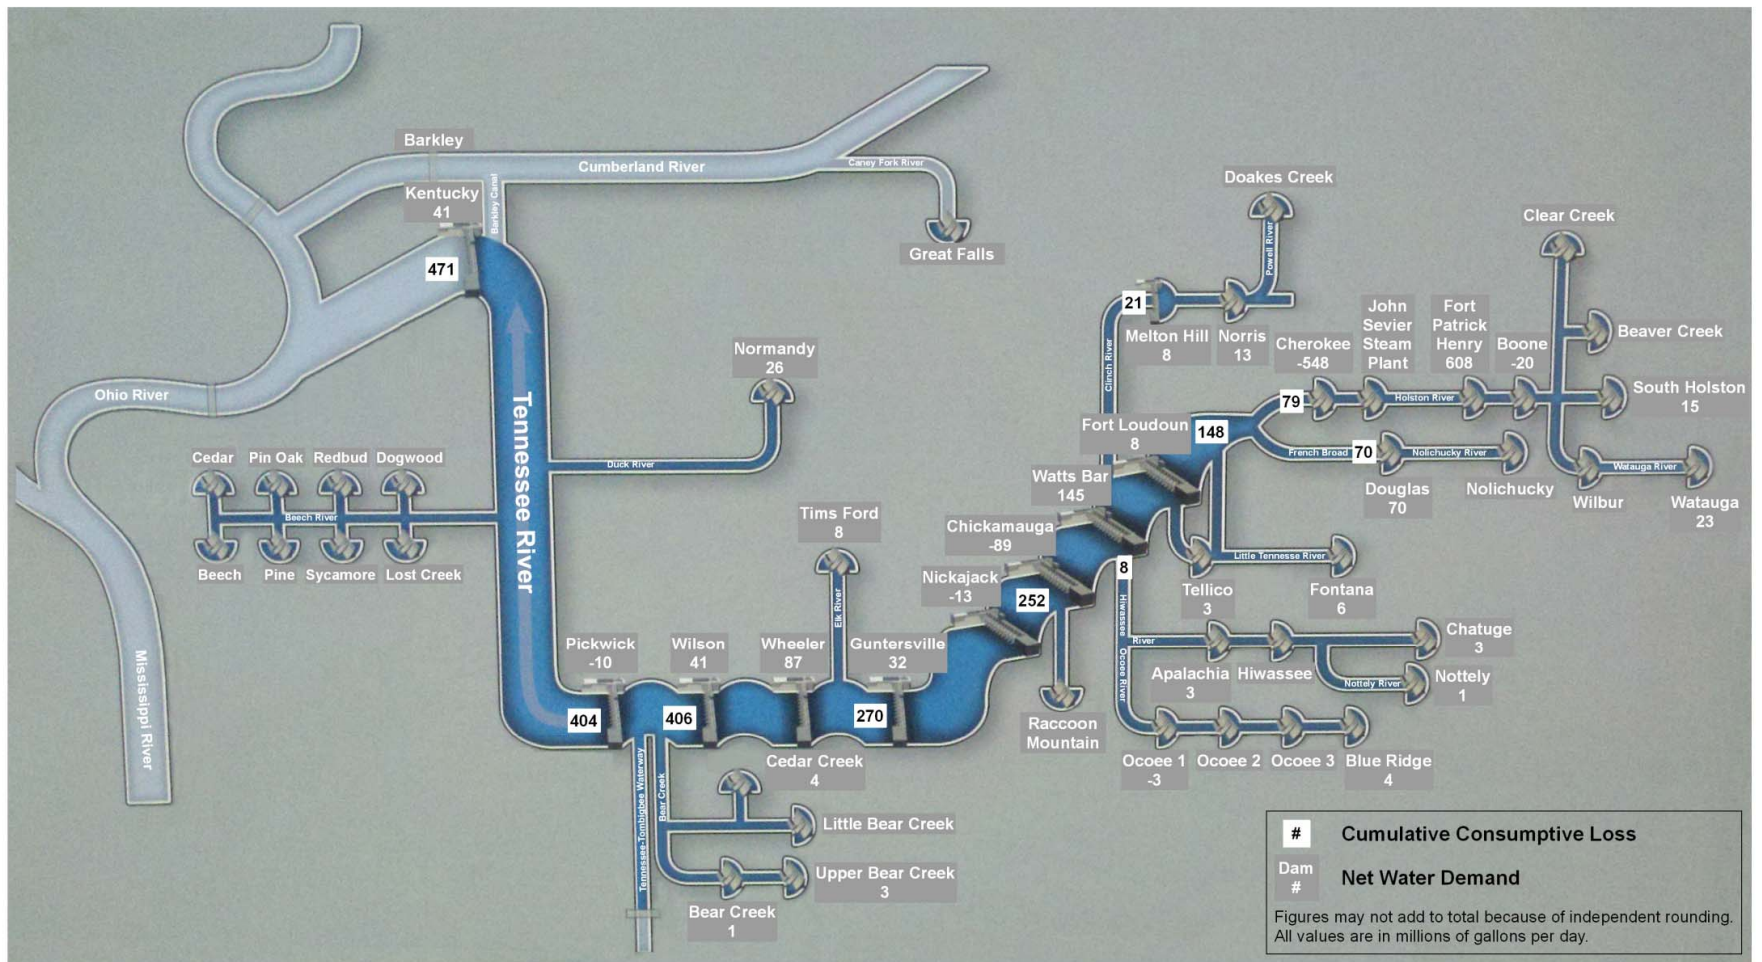 Barkley
Cumberland River
Caney Fork River
Kentucky
41
Barkley Canal
Great Falls
471
Doakes Creek
Powell River
Clear Creek
21
Melton Hill
8
Norris
13
Clinch River
Cherokee
-548
John
Sevier
Steam
Plant
Fort
Patrick
Henry
608
Boone
-20
Beaver Creek
South Holston
15
79
Holston River
Normandy
26
Ohio River
Tennessee River
Duck River
Fort Loudoun
8
148
French Broad
70
Nolichucky River
Douglas
70
Nolichucky
Wilbur
Watauga River
Watauga
23
Cedar
Pin Oak
Redbud
Dogwood
Beech River
Beech
Pine
Sycamore
Lost Creek
Watts Bar
145
Tims Ford
8
Elk River
Chickamauga
-89
Nickajack
-13
252
8
Little Tennesse River
Tellico
3
Fontana
6
Hiwassee
River
Ocoee River
Apalachia
3
Hiwassee
Chatuge
3
Nottely River
Nottely
1
Mississippi River
Pickwick
-10
Wilson
41
Wheeler
87
Guntersville
32
404
406
270
Raccoon
Mountain
Ocoee 1
-3
Ocoee 2
Ocoee 3
Blue Ridge
4
Tennessee-Tombigbee Waterway
Bear Creek
Cedar Creek
4
Little Bear Creek
Upper Bear Creek
3
Bear Creek
1
# Cumulative Consumptive Loss
Dam
#
Net Water Demand
Figures may not add to total because of independent rounding.
All values are in millions of gallons per day.